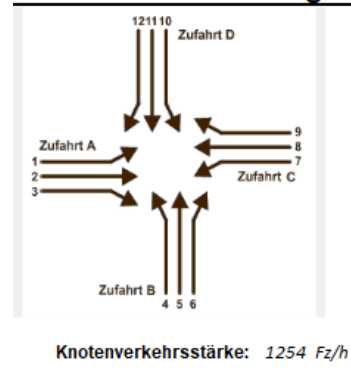 121110
Zufahrt D
9
Zufahrt A
8
1
7
2
Zufahrt C
3
Zufahrt B
4 5 6
Knotenverkehrsstärke: 1254 Fz/h